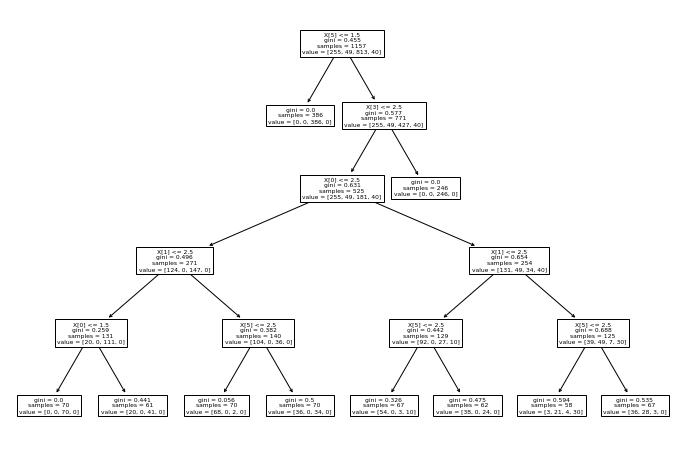 X[5] <= 1.5
gini = 0.455
samples = 1157
value = [255, 49, 813, 40]
gini = 0.0
samples = 386
value = [0, 0, 386, 0]
X[3] <= 2.5
gini = 0.577
samples = 771
value = [255, 49, 427, 40]
X[0] <= 2.5
gini = 0.631
samples = 525
value = [255, 49, 181, 40]
gini = 0.0
samples = 246
value = [0, 0, 246, 0]
X[1] <= 2.5
gini = 0.496
samples = 271
value = [124, 0, 147, 0]
X[1] <= 2.5
gini = 0.654
samples = 254
value = [131, 49, 34, 40]
X[0] <= 1.5
gini = 0.259
samples = 131
value = [20, 0, 111, 0]
X[5] <= 2.5
gini = 0.382
samples = 140
value = [104, 0, 36, 0]
X[5] <= 2.5
gini = 0.442
samples = 129
value = [92, 0, 27, 10]
X[5] <= 2.5
gini = 0.688
samples = 125
value = [39, 49, 7, 30]
gini = 0.0
samples = 70
value = [0, 0, 70, 0]
gini = 0.441
samples = 61
value = [20, 0, 41, 0]
gini = 0.056
samples = 70
value = [68, 0, 2, 0]
gini = 0.5
samples = 70
value = [36, 0, 34, 0]
gini = 0.326
samples = 67
value = [54, 0, 3, 10]
gini = 0.475
samples = 62
value = [38, 0, 24, 0]
gini = 0.594
samples = 58
value = [3, 21, 4, 30]
gini = 0.535
samples = 67
value = [36, 28, 3, 0]